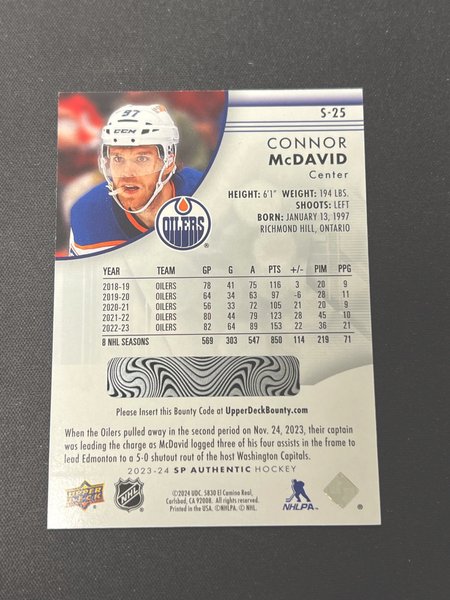 S-25
CONNOR
McDAVID
Center
HEIGHT: 6'1" WEIGHT: 194 LBS.
SHOOTS: LEFT
BORN: JANUARY 13, 1997
RICHMOND HILL, ONTARIO
97
CCM
OILERS
®
YEAR TEAM GP G A PTS +/- PIM PPG
2018-19 OILERS 78 41 75 116 3 20 9
2019-20 OILERS 64 34 63 97 -6 28 11
2020-21 OILERS 56 33 72 105 21 20 9
2021-22 OILERS 80 44 79 123 28 45 10
2022-23 OILERS 82 64 89 153 22 36 21
8 NHL SEASONS 569 303 547 850 114 219 71
Please Insert this Bounty Code at UpperDeckBounty.com
When the Oilers pulled away in the second period on Nov. 24, 2023, their captain
was leading the charge as McDavid logged three of his four assists in the frame to
lead Edmonton to a 5-0 shutout rout of the host Washington Capitals.
2023-24 SP AUTHENTIC HOCKEY
UPPER DECK
NHL
©2024 UDC. 5830 El Camino Real,
Carlsbad, CA 92008. All rights reserved.
Printed in the USA. ©NHLPA. © NHL.
NHLPA
®